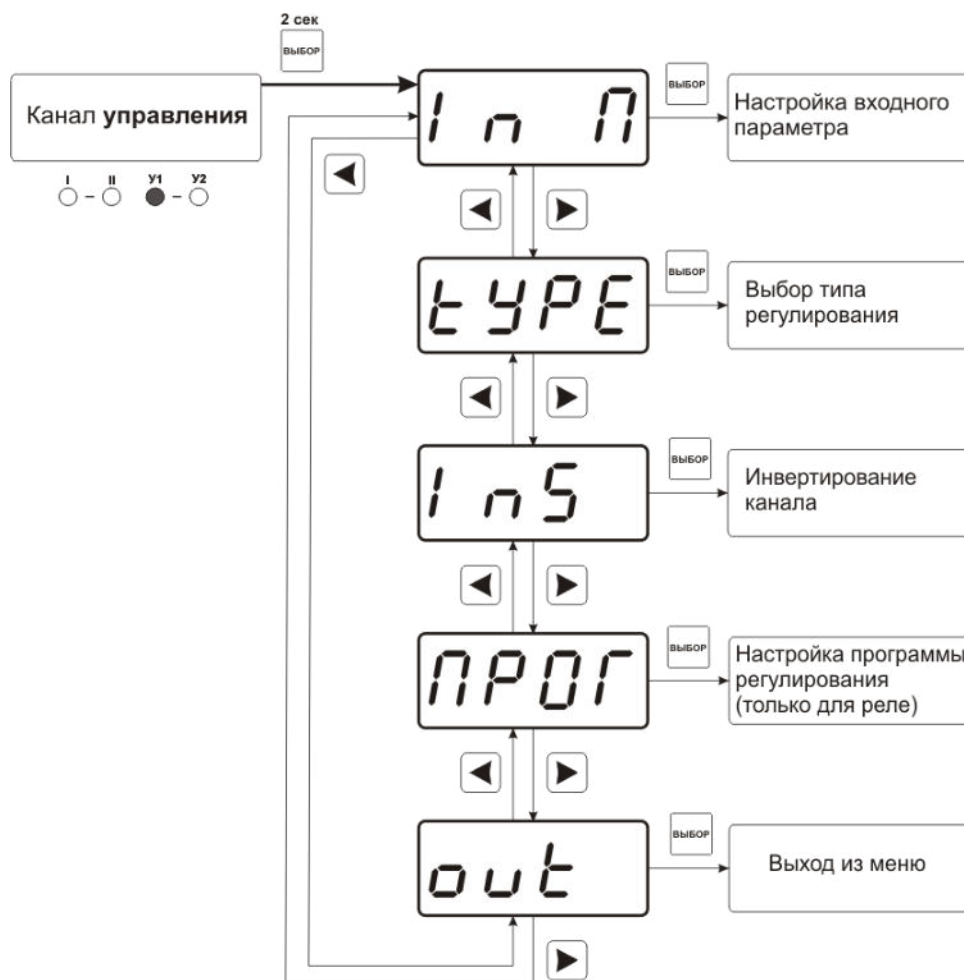 2 сек
ВЫБОР
Канал управления
I – II У1 – У2
In П
ВЫБОР
Настройка входного
параметра
tYPE
ВЫБОР
Выбор типа
регулирования
InS
ВЫБОР
Инвертирование
канала
ПРОГ
ВЫБОР
Настройка программы
регулирования
(только для реле)
out
ВЫБОР
Выход из меню